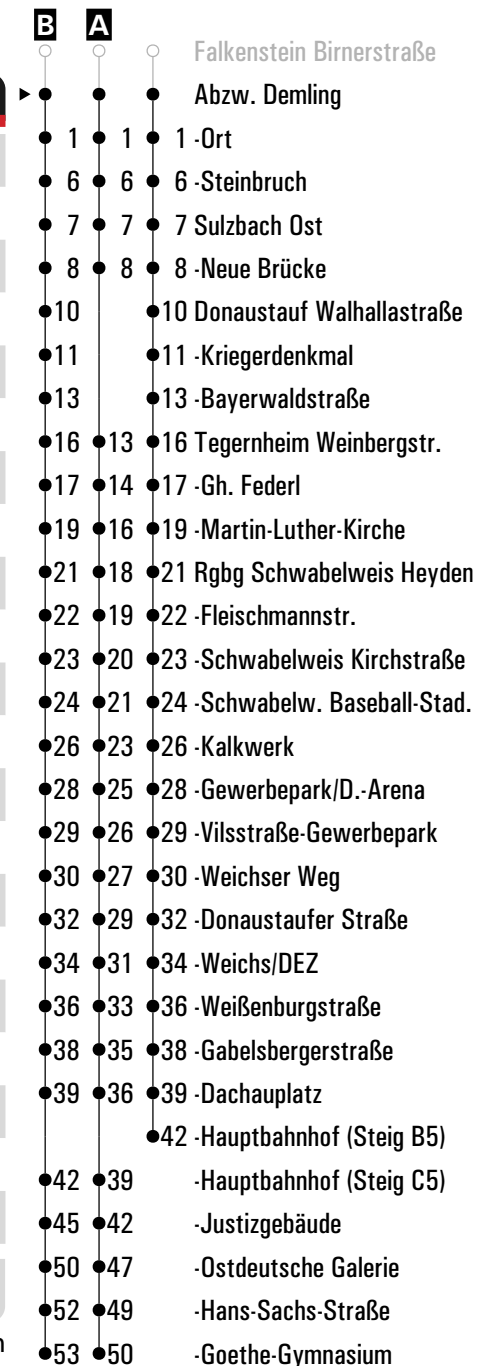 B A
Falkenstein Birnerstraße
Abzw. Demling
1 1 1 -Ort
6 6 6 -Steinbruch
7 7 7 Sulzbach Ost
8 8 8 -Neue Brücke
10 10 Donaustauf Walhallastraße
11 11 -Kriegerdenkmal
13 13 -Bayerwaldstraße
16 13 16 Tegernheim Weinbergstr.
17 14 17 -Gh. Federl
19 16 19 -Martin-Luther-Kirche
21 18 21 Rgbg Schwabelweis Heyden
22 19 22 -Fleischmannstr.
23 20 23 -Schwabelweis Kirchstraße
24 21 24 -Schwabelw. Baseball-Stad.
26 23 26 -Kalkwerk
28 25 28 -Gewerbepark/D.-Arena
29 26 29 -Vilsstraße-Gewerbepark
30 27 30 -Weichser Weg
32 29 32 -Donaustaufer Straße
34 31 34 -Weichs/DEZ
36 33 36 -Weißenburgstraße
38 35 38 -Gabelsbergerstraße
39 36 39 -Dachauplatz
42 -Hauptbahnhof (Steig B5)
42 39 -Hauptbahnhof (Steig C5)
45 42 -Justizgebäude
50 47 -Ostdeutsche Galerie
52 49 -Hans-Sachs-Straße
53 50 -Goethe-Gymnasium